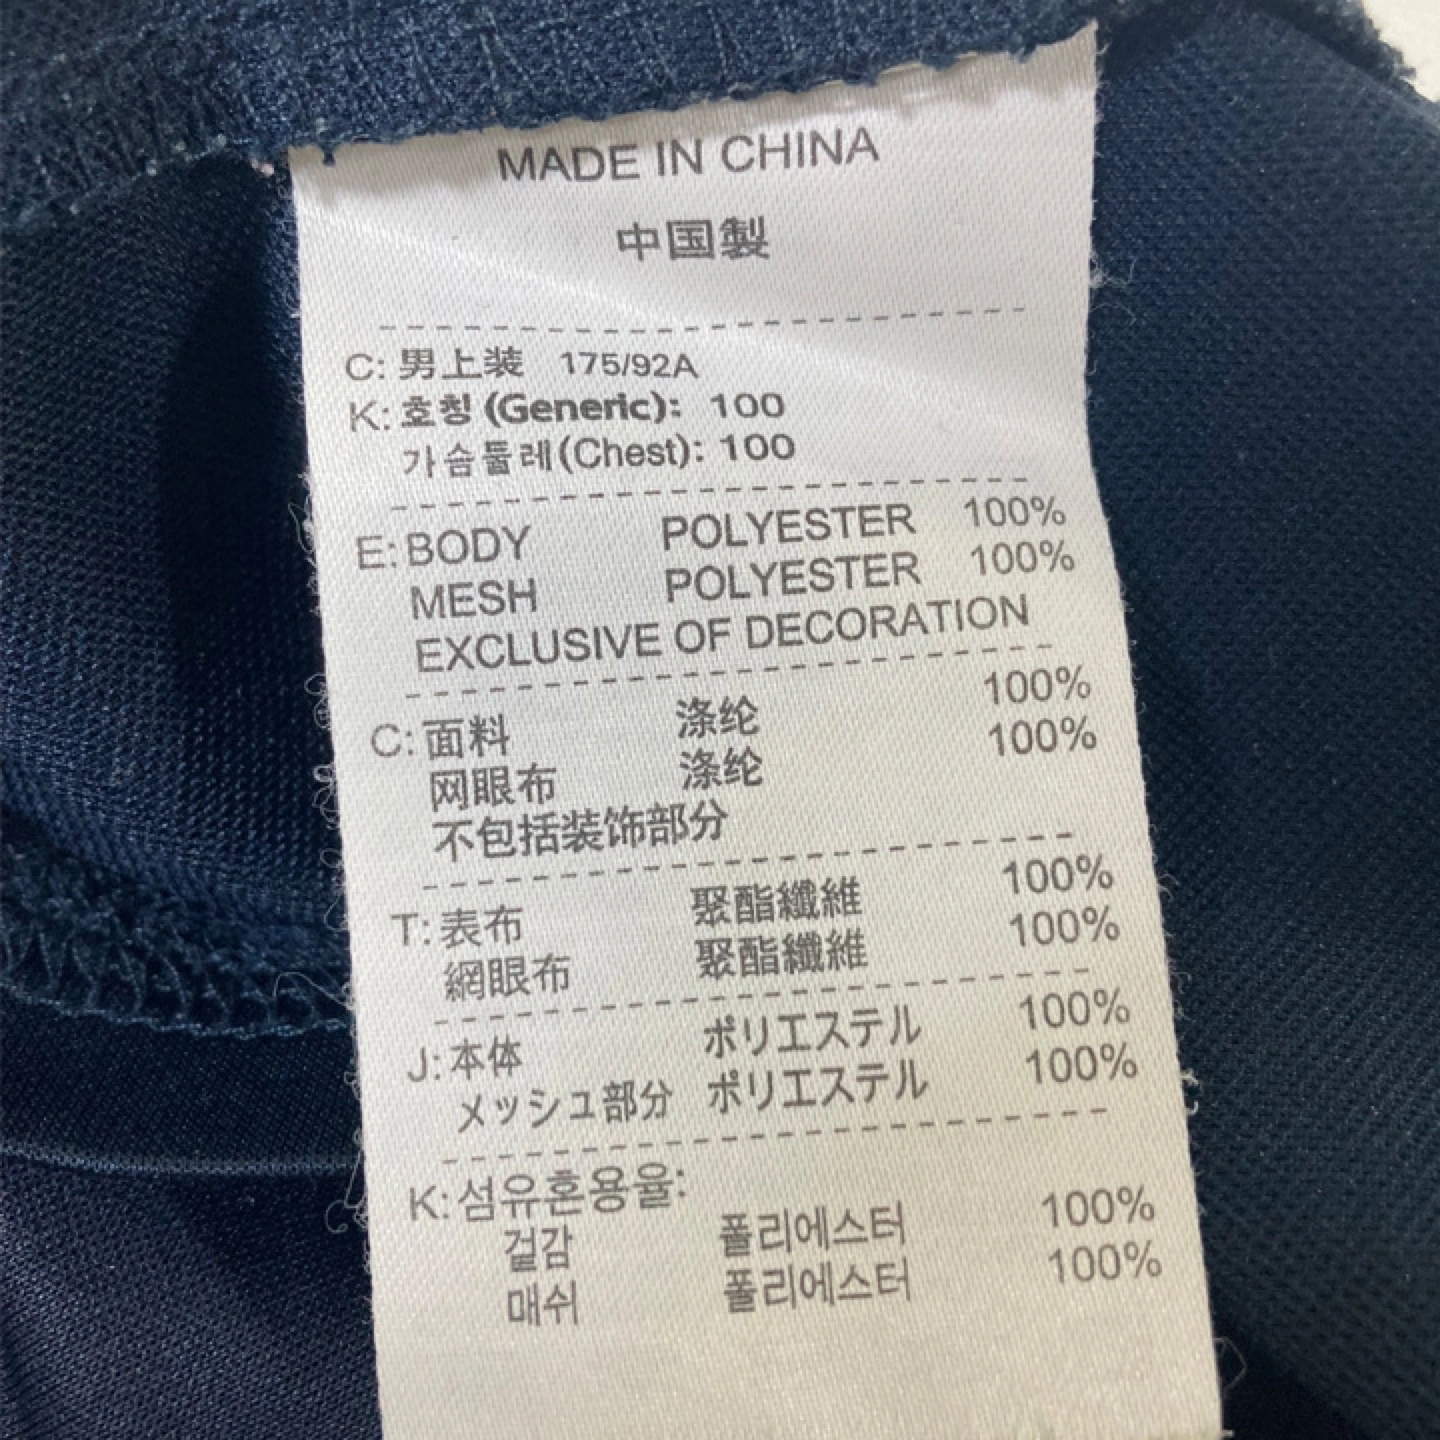 MADE IN CHINA
中国製
C: 男上装 175/92A
K: 호칭 (Generic): 100
가슴둘레(Chest): 100
E: BODY POLYESTER 100%
MESH POLYESTER 100%
EXCLUSIVE OF DECORATION
C: 面料 涤纶 100%
网眼布 涤纶 100%
不包括装饰部分
T: 表布 聚酯纖維 100%
網眼布 聚酯纖維 100%
J: 本体 ポリエステル 100%
メッシュ部分 ポリエステル 100%
K: 섬유혼용율:
겉감 폴리에스터 100%
매쉬 폴리에스터 100%